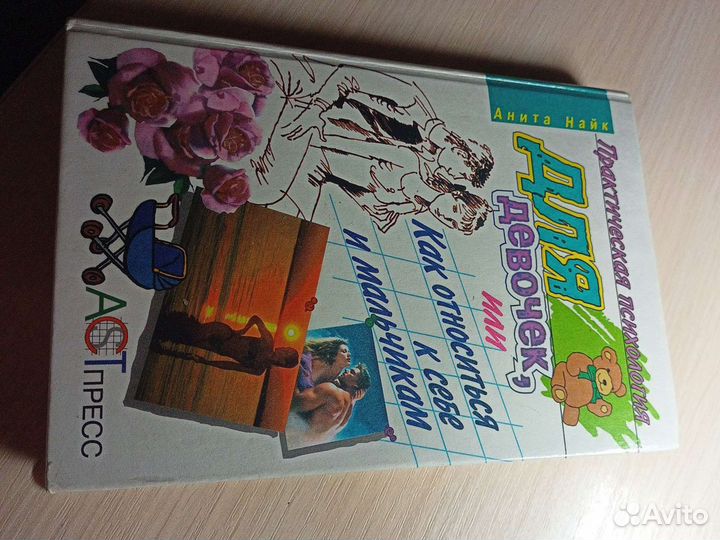 Анита Найк
Практическая психология
ДЛЯ
ДЕВОЧЕК,
или
Как относиться
к себе
и мальчикам
АСТ
ПРЕСС
Avito